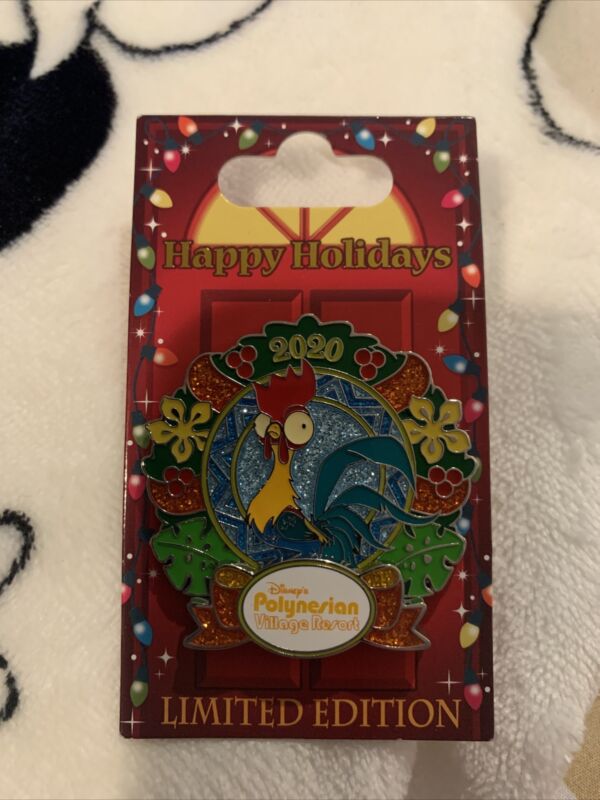 Happy Holidays
2020
Disney's
Polynesian
Village Resort
LIMITED EDITION